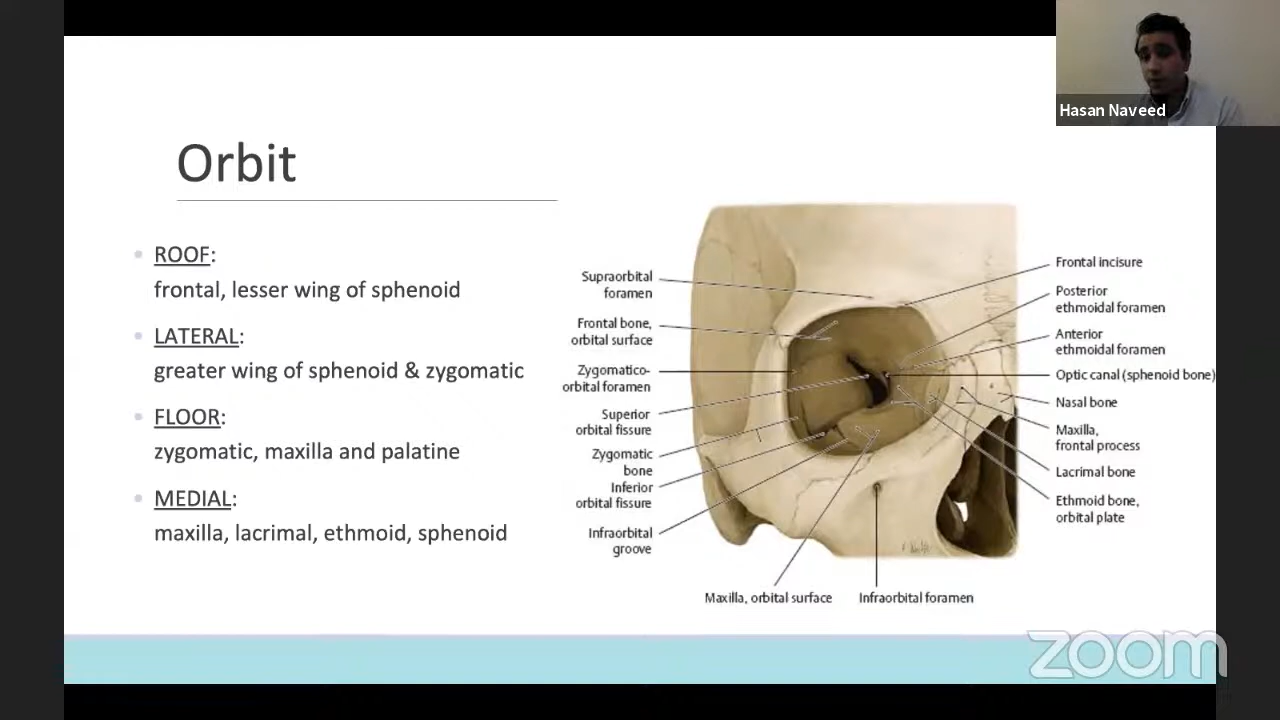 Hasan Naveed
Orbit
• ROOF:
frontal, lesser wing of sphenoid
• LATERAL:
greater wing of sphenoid & zygomatic
• FLOOR:
zygomatic, maxilla and palatine
• MEDIAL:
maxilla, lacrimal, ethmoid, sphenoid
Supraorbital
foramen
Frontal bone,
orbital surface
Zygomatico-
orbital foramen
Superior
orbital fissure
Zygomatic
bone
Inferior
orbital fissure
Infraorbital
groove
Maxilla, orbital surface
Infraorbital foramen
Frontal incisure
Posterior
ethmoidal foramen
Anterior
ethmoidal foramen
Optic canal (sphenoid bone)
Nasal bone
Maxilla,
frontal process
Lacrimal bone
Ethmoid bone,
orbital plate
zoom